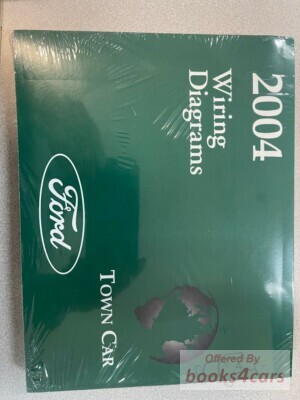 2004
Wiring
Diagrams
Ford
TOWN CAR
Offered By
books4cars